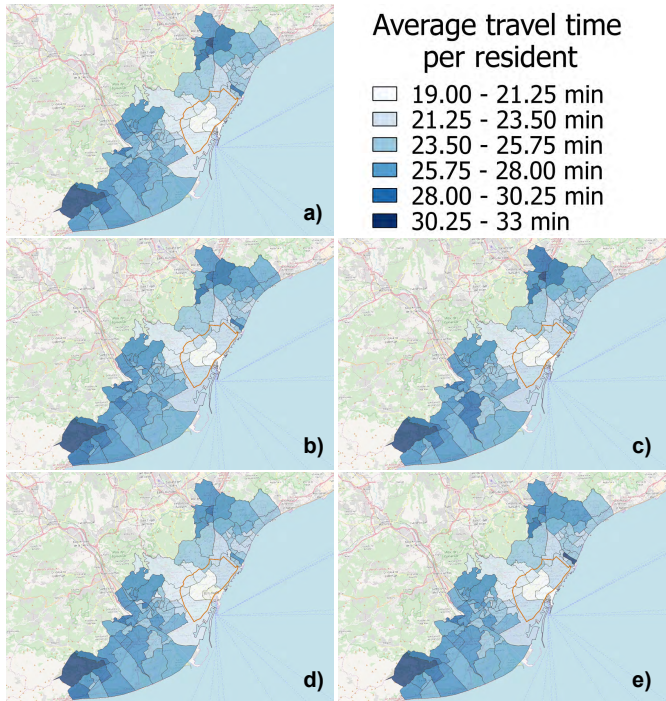 Average travel time
per resident
19.00 - 21.25 min
21.25 - 23.50 min
23.50 - 25.75 min
25.75 - 28.00 min
28.00 - 30.25 min
30.25 - 33 min
a)
b)
c)
d)
e)